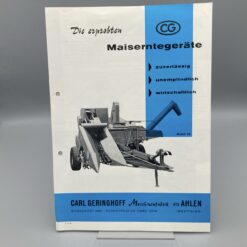 Die erprobten
CG
Maiserntegeräte
zuverlässig
unempfindlich
wirtschaftlich
CARL GERINGHOFF Maschinenfabrik AHLEN